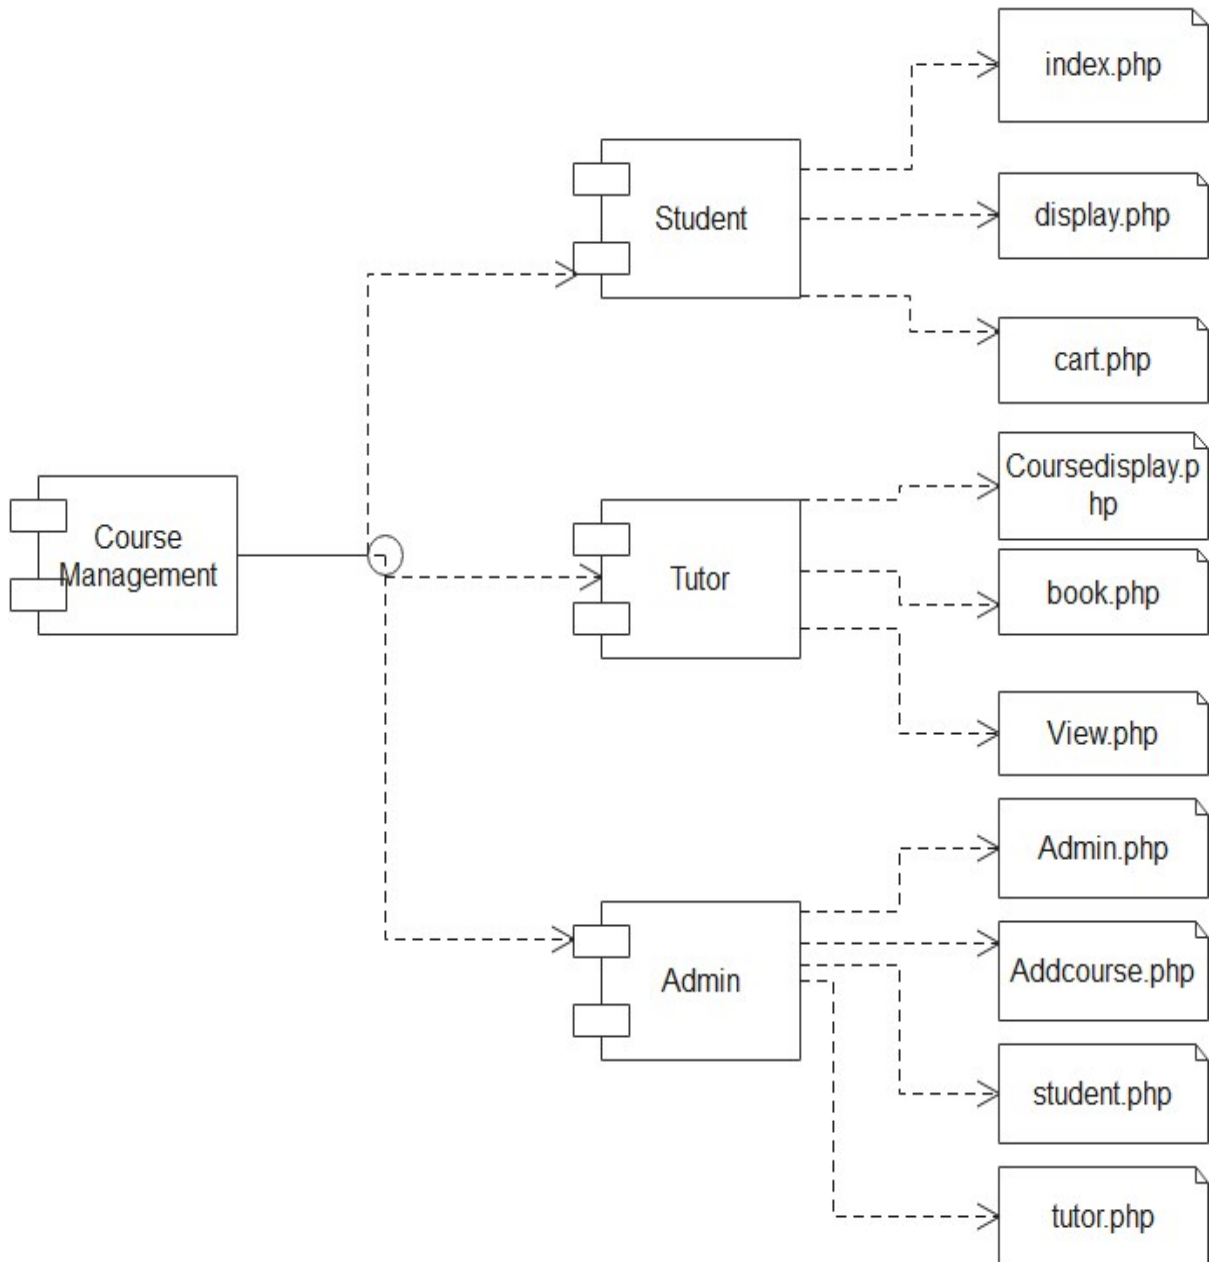 index.php
Student
display.php
cart.php
Course
Management
Tutor
Coursedisplay.p
hp
book.php
View.php
Admin
Admin.php
Addcourse.php
student.php
tutor.php